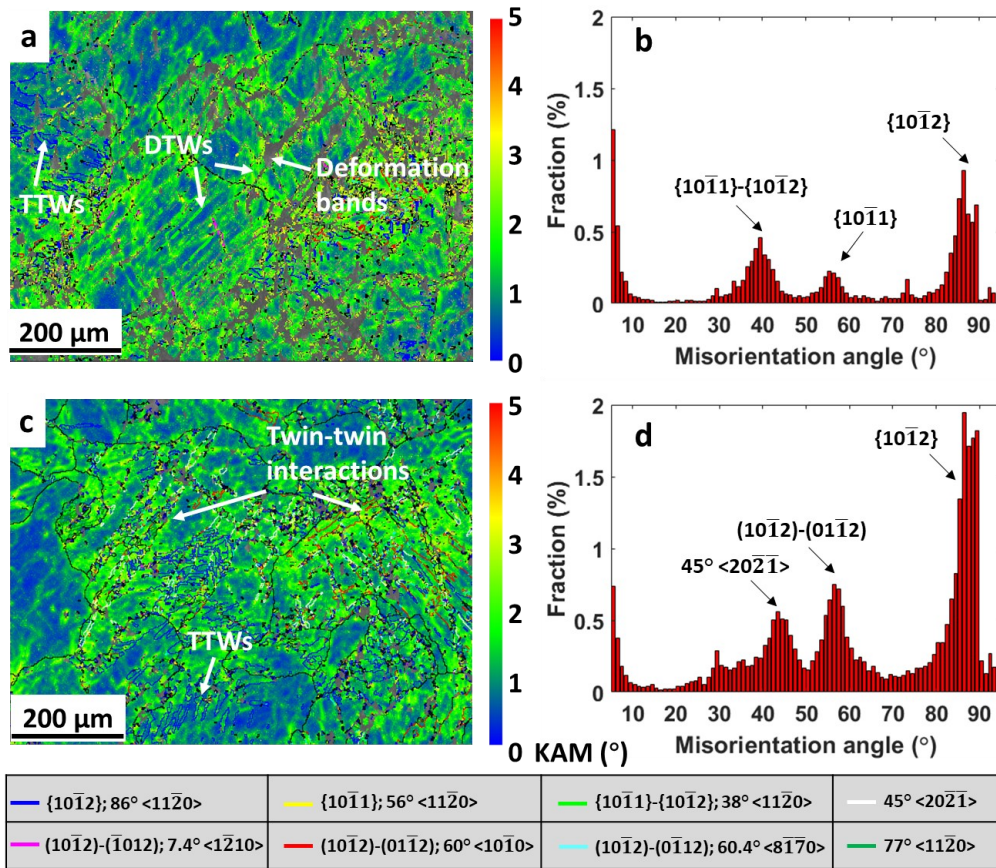 a
DTWs
TTWs
Deformation
bands
200 µm
5
4
3
2
1
0
b
2
1.5
1
0.5
0
Fraction (%)
{101̅1}-{101̅2}
{101̅1}
{101̅2}
10 20 30 40 50 60 70 80 90
Misorientation angle (°)
c
Twin-twin
interactions
TTWs
200 µm
5
4
3
2
1
0 KAM (°)
d
2
1.5
1
0.5
0
Fraction (%)
45° <202̅1̅>
(101̅2)-(011̅2)
{101̅2}
10 20 30 40 50 60 70 80 90
Misorientation angle (°)
{101̅2}; 86° <112̅0>
{101̅1}; 56° <112̅0>
{101̅1}-{101̅2}; 38° <112̅0>
45° <202̅1̅>
(101̅2)-(1̅012); 7.4° <12̅10>
(101̅2)-(011̅2); 60° <101̅0>
(101̅2)-(01̅12); 60.4° <81̅7̅0>
77° <112̅0>